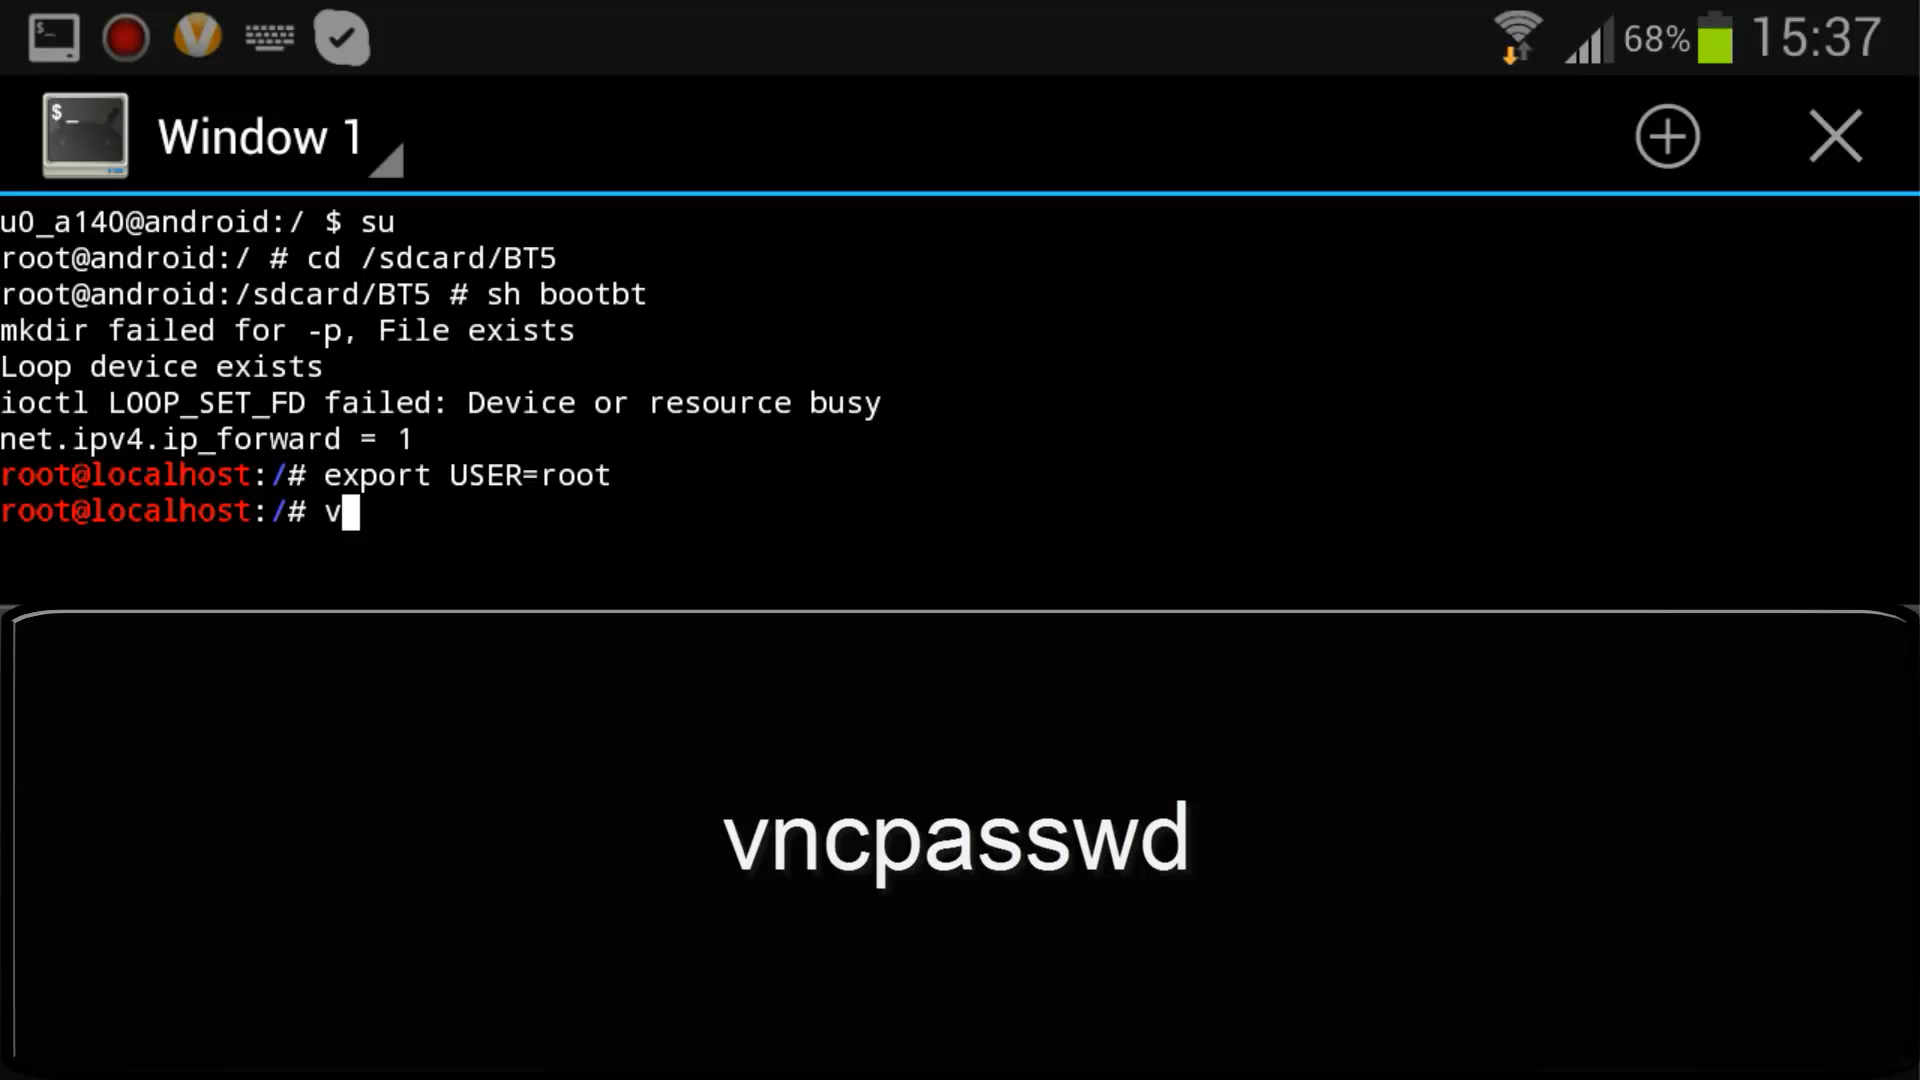 $_
68% 15:37
$_ Window 1
u0_a140@android:/ $ su
root@android:/ # cd /sdcard/BT5
root@android:/sdcard/BT5 # sh bootbt
mkdir failed for -p, File exists
Loop device exists
ioctl LOOP_SET_FD failed: Device or resource busy
net.ipv4.ip_forward = 1
root@localhost:/# export USER=root
root@localhost:/# v
vncpasswd